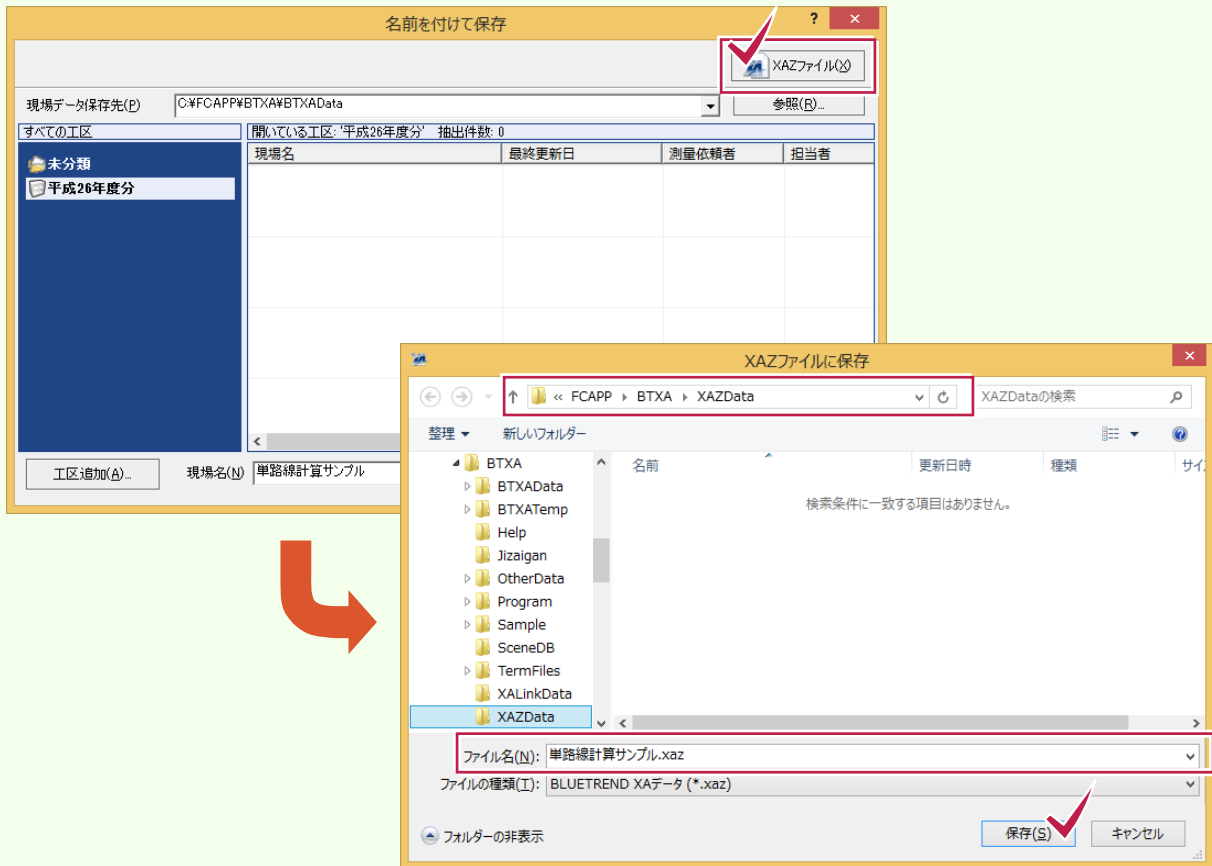 名前を付けて保存
?
XAZファイル(X)
現場データ保存先(P)
C:¥FCAPP¥BTXA¥BTXAData
参照(R)...
すべての工区
開いている工区: '平成26年度分' 抽出件数: 0
未分類
平成26年度分
現場名
最終更新日
測量依頼者
担当者
工区追加(A)...
現場名(N)
単路線計算サンプル
XAZファイルに保存
« FCAPP BTXA XAZData
XAZDataの検索
整理
新しいフォルダー
BTXA
BTXAData
BTXATemp
Help
Jizaigan
OtherData
Program
Sample
SceneDB
TermFiles
XALinkData
XAZData
名前
更新日時
種類
サイ
検索条件に一致する項目はありません。
ファイル名(N): 単路線計算サンプル.xaz
ファイルの種類(T): BLUETREND XAデータ (*.xaz)
フォルダーの非表示
保存(S)
キャンセル